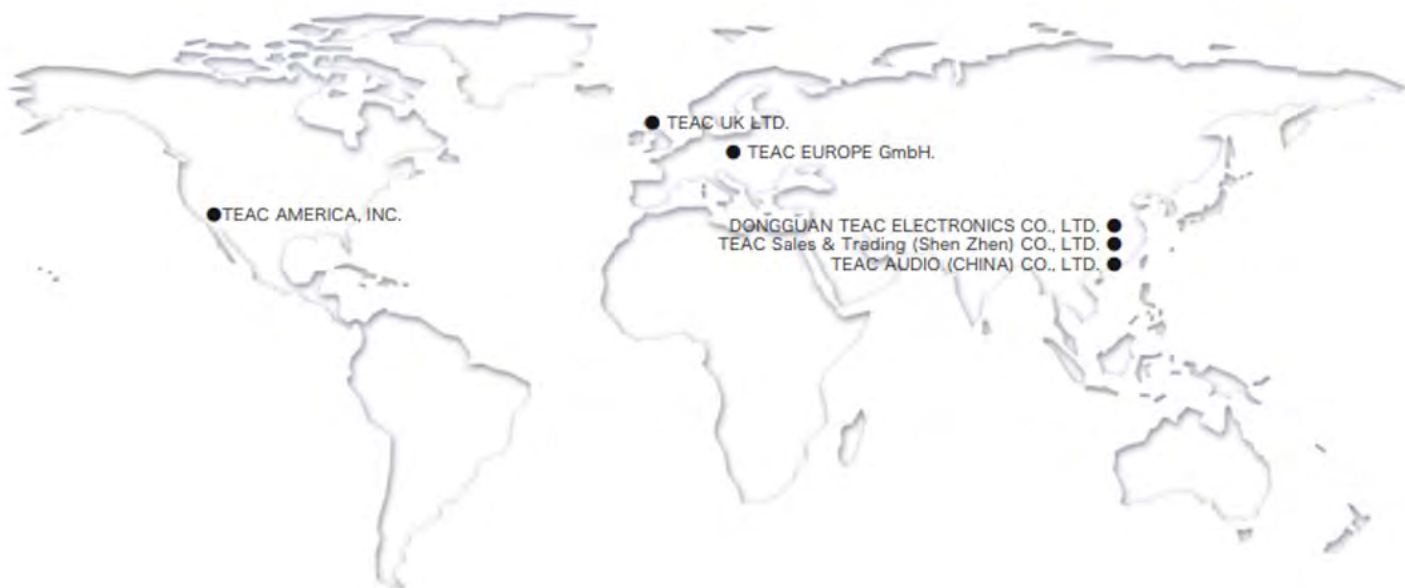 TEAC UK LTD.
TEAC EUROPE GmbH.
TEAC AMERICA, INC.
DONGGUAN TEAC ELECTRONICS CO., LTD.
TEAC Sales & Trading (Shen Zhen) CO., LTD.
TEAC AUDIO (CHINA) CO., LTD.